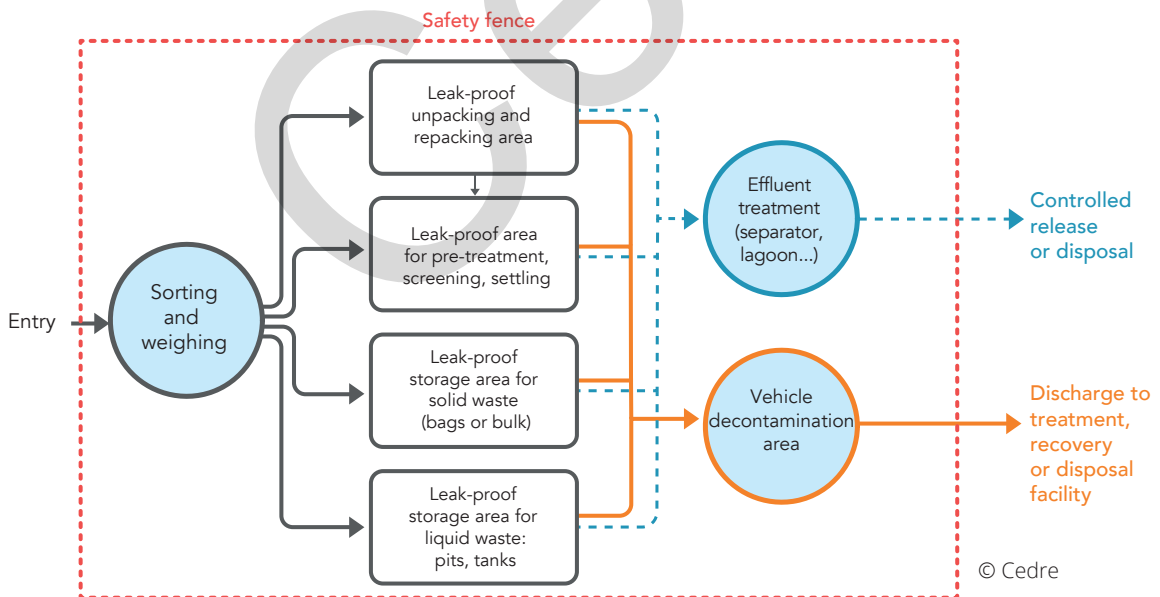 Safety fence
Leak-proof
unpacking and
repacking area
Leak-proof area
for pre-treatment,
screening, settling
Leak-proof
storage area for
solid waste
(bags or bulk)
Leak-proof
storage area for
liquid waste:
pits, tanks
Entry
Sorting
and
weighing
Effluent
treatment
(separator,
lagoon...)
Vehicle
decontamination
area
Controlled
release
or disposal
Discharge to
treatment,
recovery
or disposal
facility
© Cedre